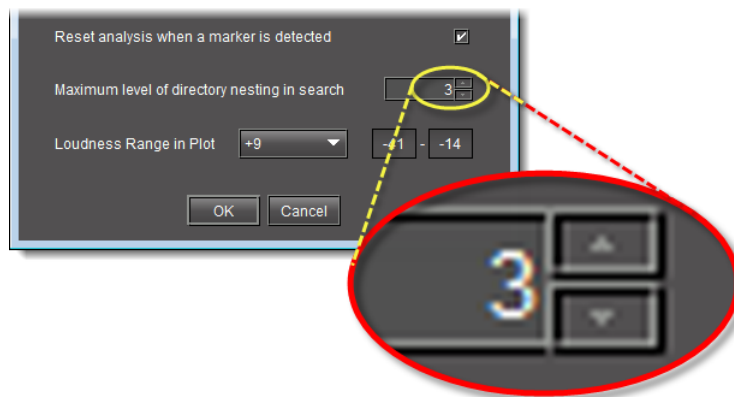 Reset analysis when a marker is detected
Maximum level of directory nesting in search 3
Loudness Range in Plot +9 -41 - -14
OK Cancel
3